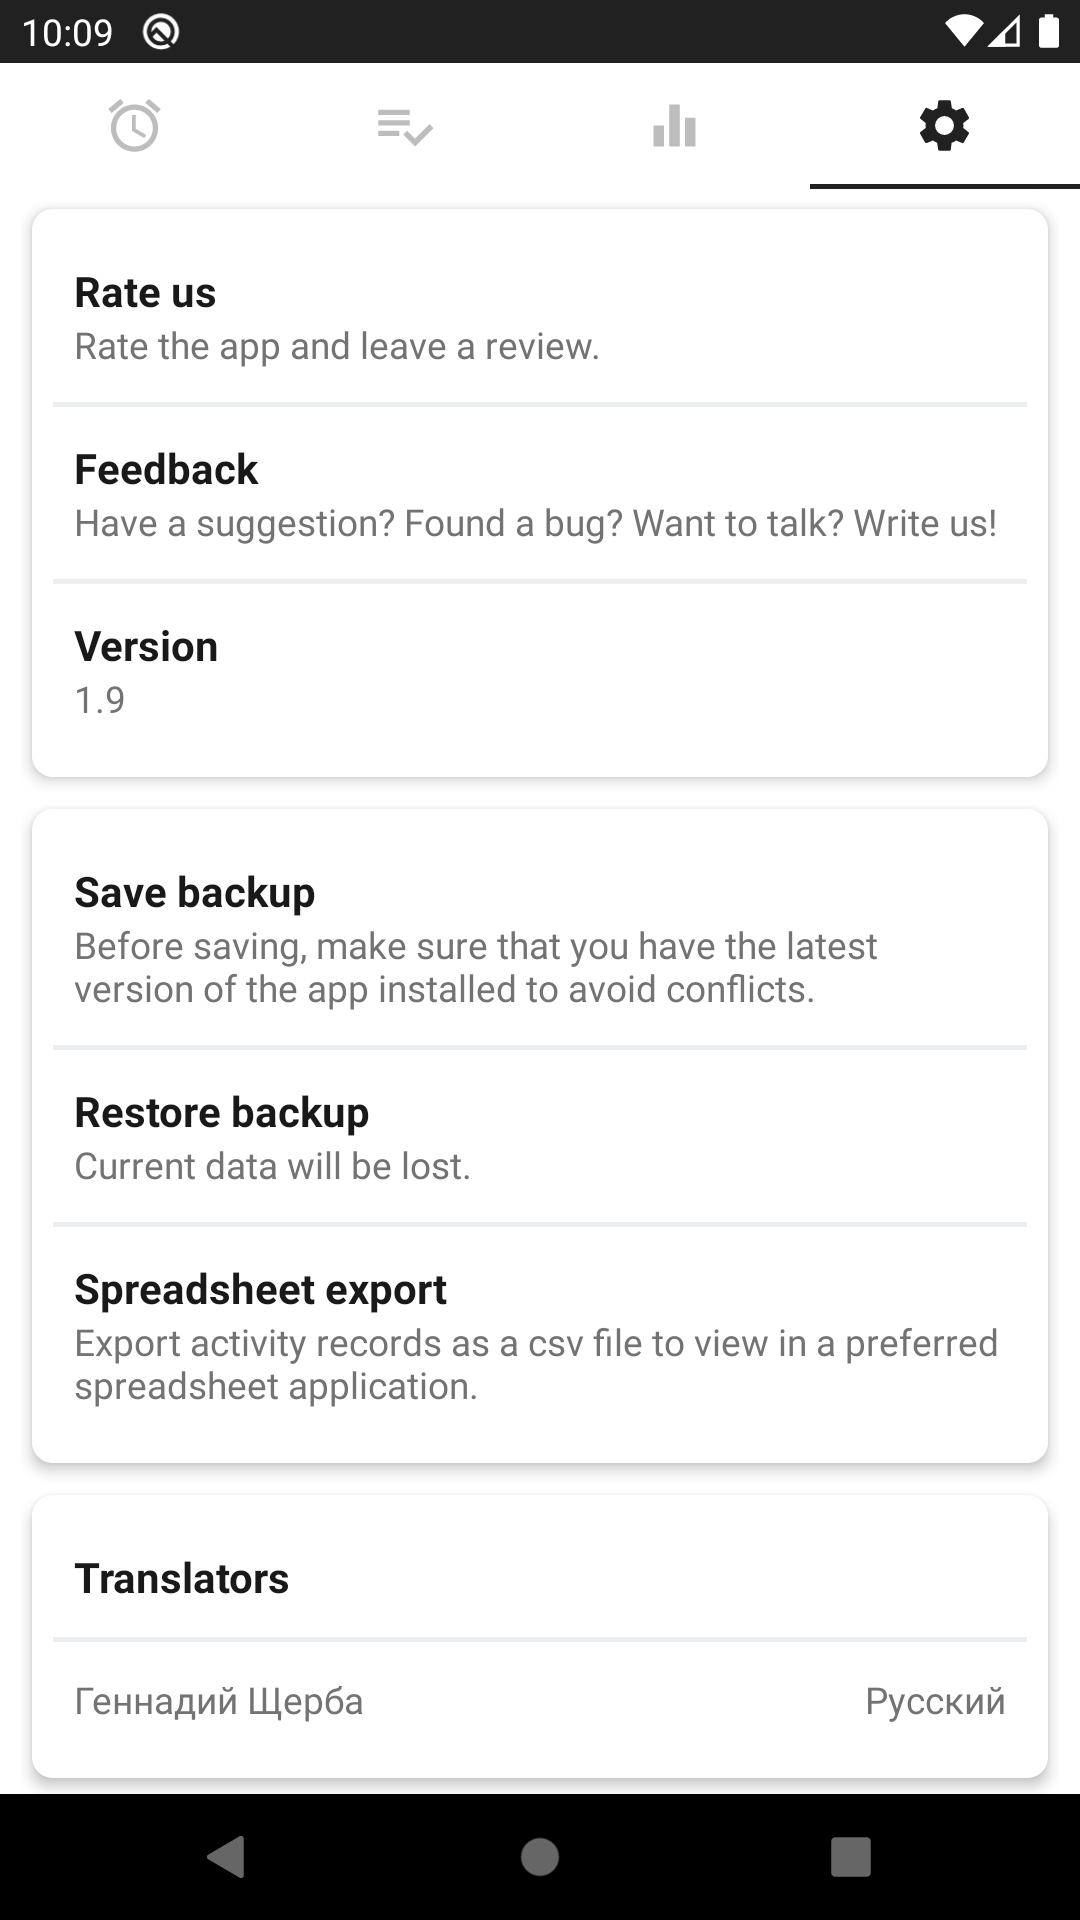 10:09
Rate us
Rate the app and leave a review.
Feedback
Have a suggestion? Found a bug? Want to talk? Write us!
Version
1.9
Save backup
Before saving, make sure that you have the latest
version of the app installed to avoid conflicts.
Restore backup
Current data will be lost.
Spreadsheet export
Export activity records as a csv file to view in a preferred
spreadsheet application.
Translators
Геннадий Щерба Русский